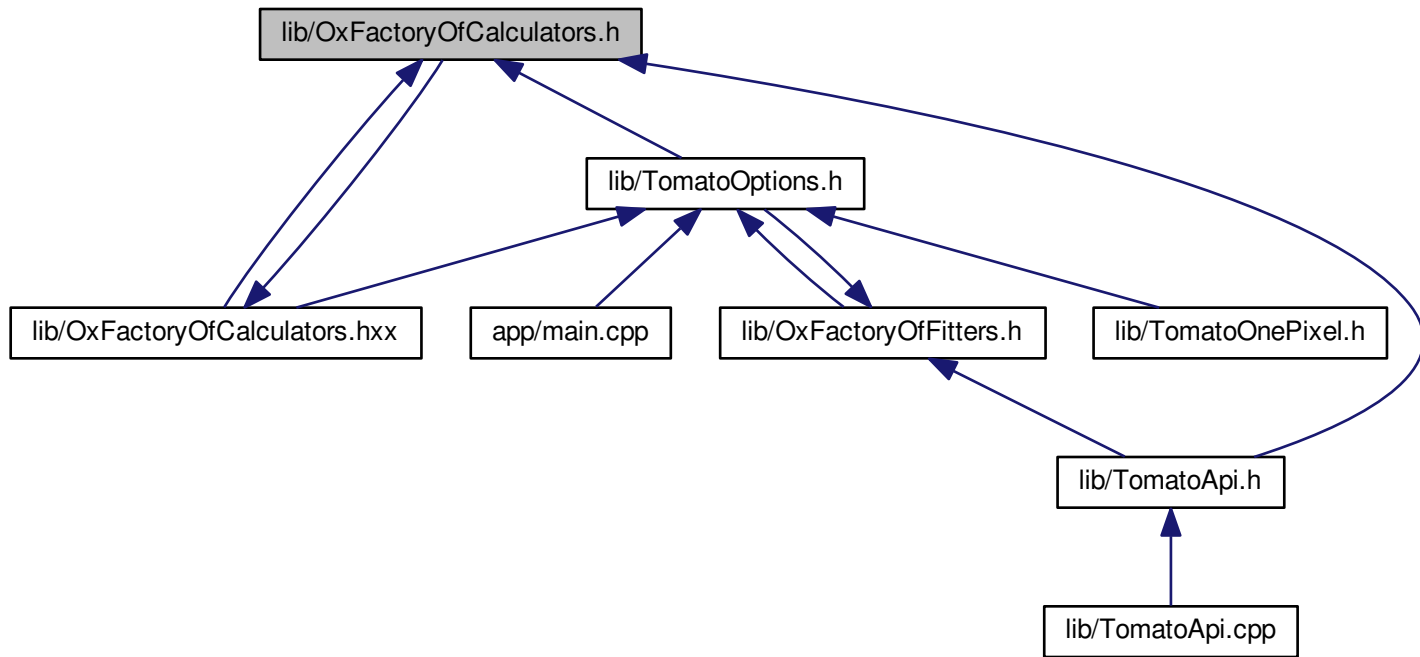 lib/OxFactoryOfCalculators.h
lib/TomatoOptions.h
lib/OxFactoryOfCalculators.hxx
app/main.cpp
lib/OxFactoryOfFitters.h
lib/TomatoOnePixel.h
lib/TomatoApi.h
lib/TomatoApi.cpp